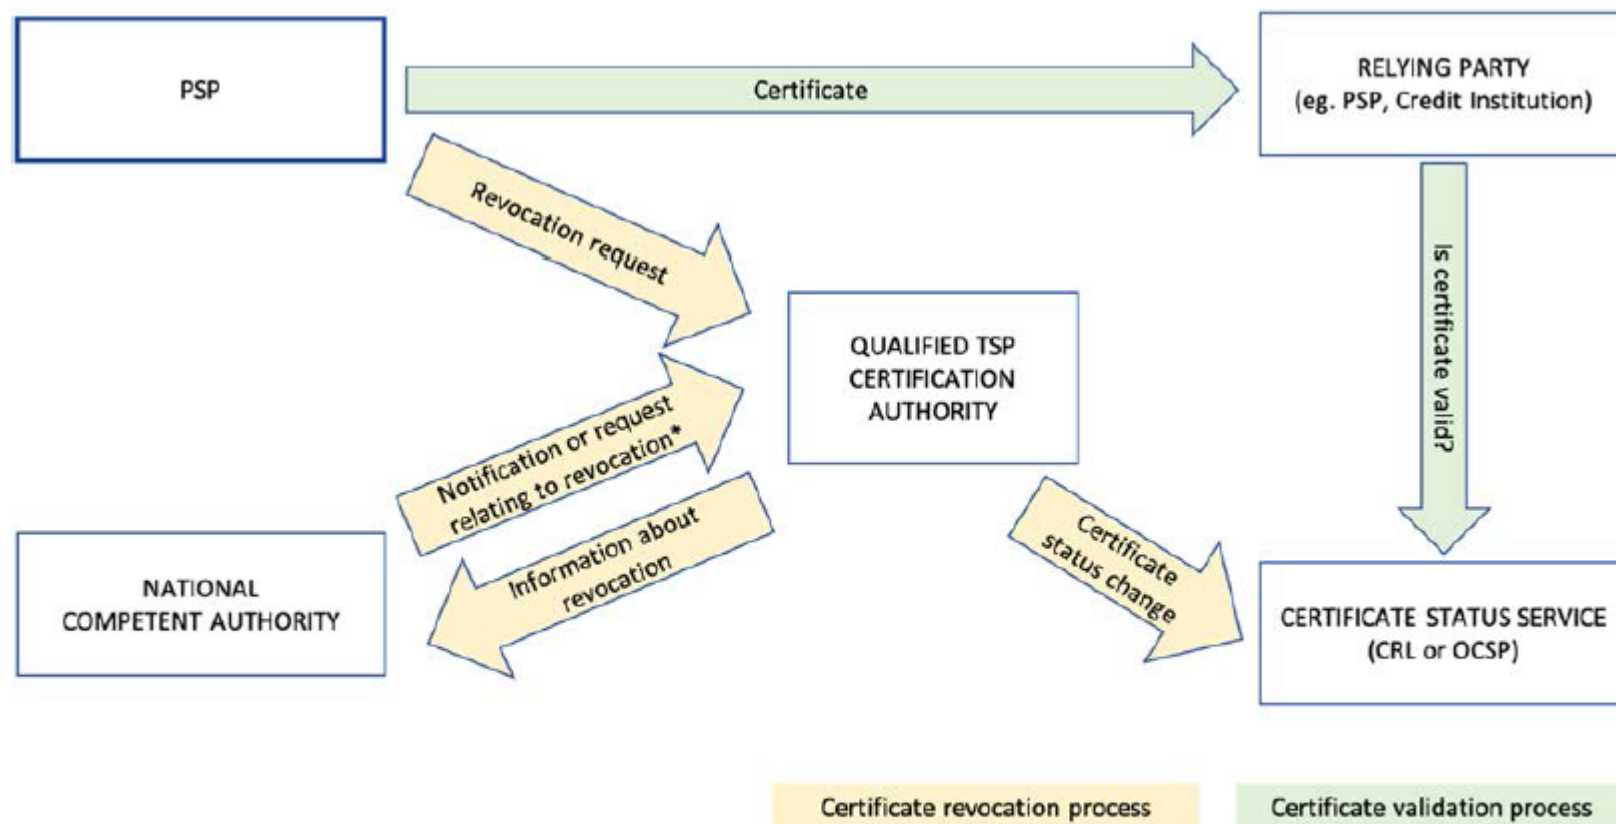 PSP
Certificate
RELYING PARTY
(eg. PSP, Credit Institution)
Revocation request
Is certificate valid?
QUALIFIED TSP
CERTIFICATION
AUTHORITY
Notification or request
relating to revocation*
Information about
revocation
Certificate
status change
NATIONAL
COMPETENT AUTHORITY
CERTIFICATE STATUS SERVICE
(CRL or OCSP)
Certificate revocation process
Certificate validation process